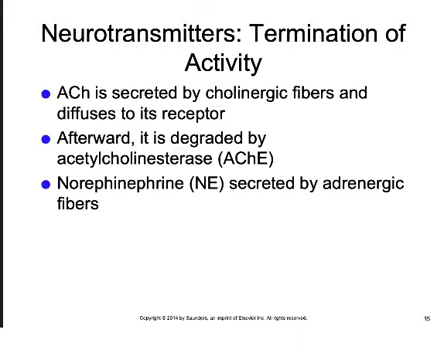 Neurotransmitters: Termination of
Activity
ACh is secreted by cholinergic fibers and
diffuses to its receptor
Afterward, it is degraded by
acetylcholinesterase (AChE)
Norephinephrine (NE) secreted by adrenergic
fibers
Copyright © 2014 by Saunders, an imprint of Elsevier Inc. All rights reserved.
15